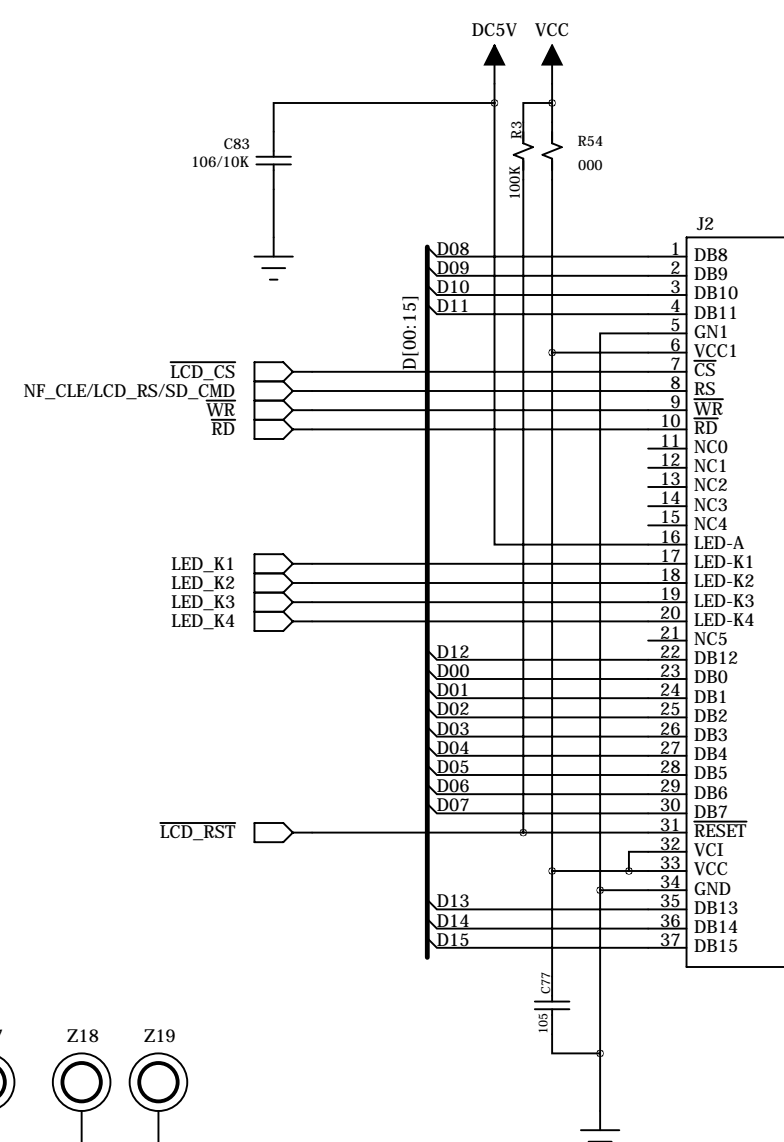 DC5V VCC
C83
106/10K
R3
100K
R54
000
J2
D[00:15]
D08 1 DB8
D09 2 DB9
D10 3 DB10
D11 4 DB11
5 GN1
6 VCC1
LCD_CS 7 CS
NF_CLE/LCD_RS/SD_CMD 8 RS
WR 9 WR
RD 10 RD
11 NC0
12 NC1
13 NC2
14 NC3
15 NC4
16 LED-A
LED_K1 17 LED-K1
LED_K2 18 LED-K2
LED_K3 19 LED-K3
LED_K4 20 LED-K4
21 NC5
D12 22 DB12
D00 23 DB0
D01 24 DB1
D02 25 DB2
D03 26 DB3
D04 27 DB4
D05 28 DB5
D06 29 DB6
D07 30 DB7
LCD_RST 31 RESET
32 VCI
33 VCC
34 GND
D13 35 DB13
D14 36 DB14
D15 37 DB15
C77
105
Z18 Z19